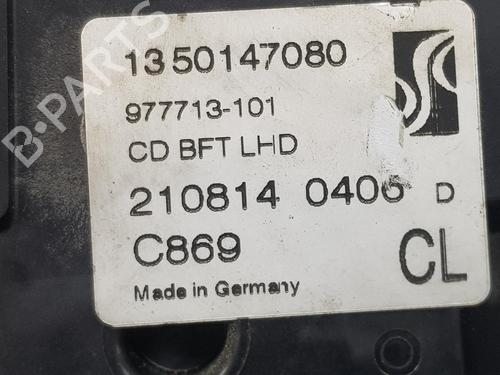 1350147080
977713-101
CD BFT LHD
210814 0406 D
C869
CL
Made in Germany
B-PARTS